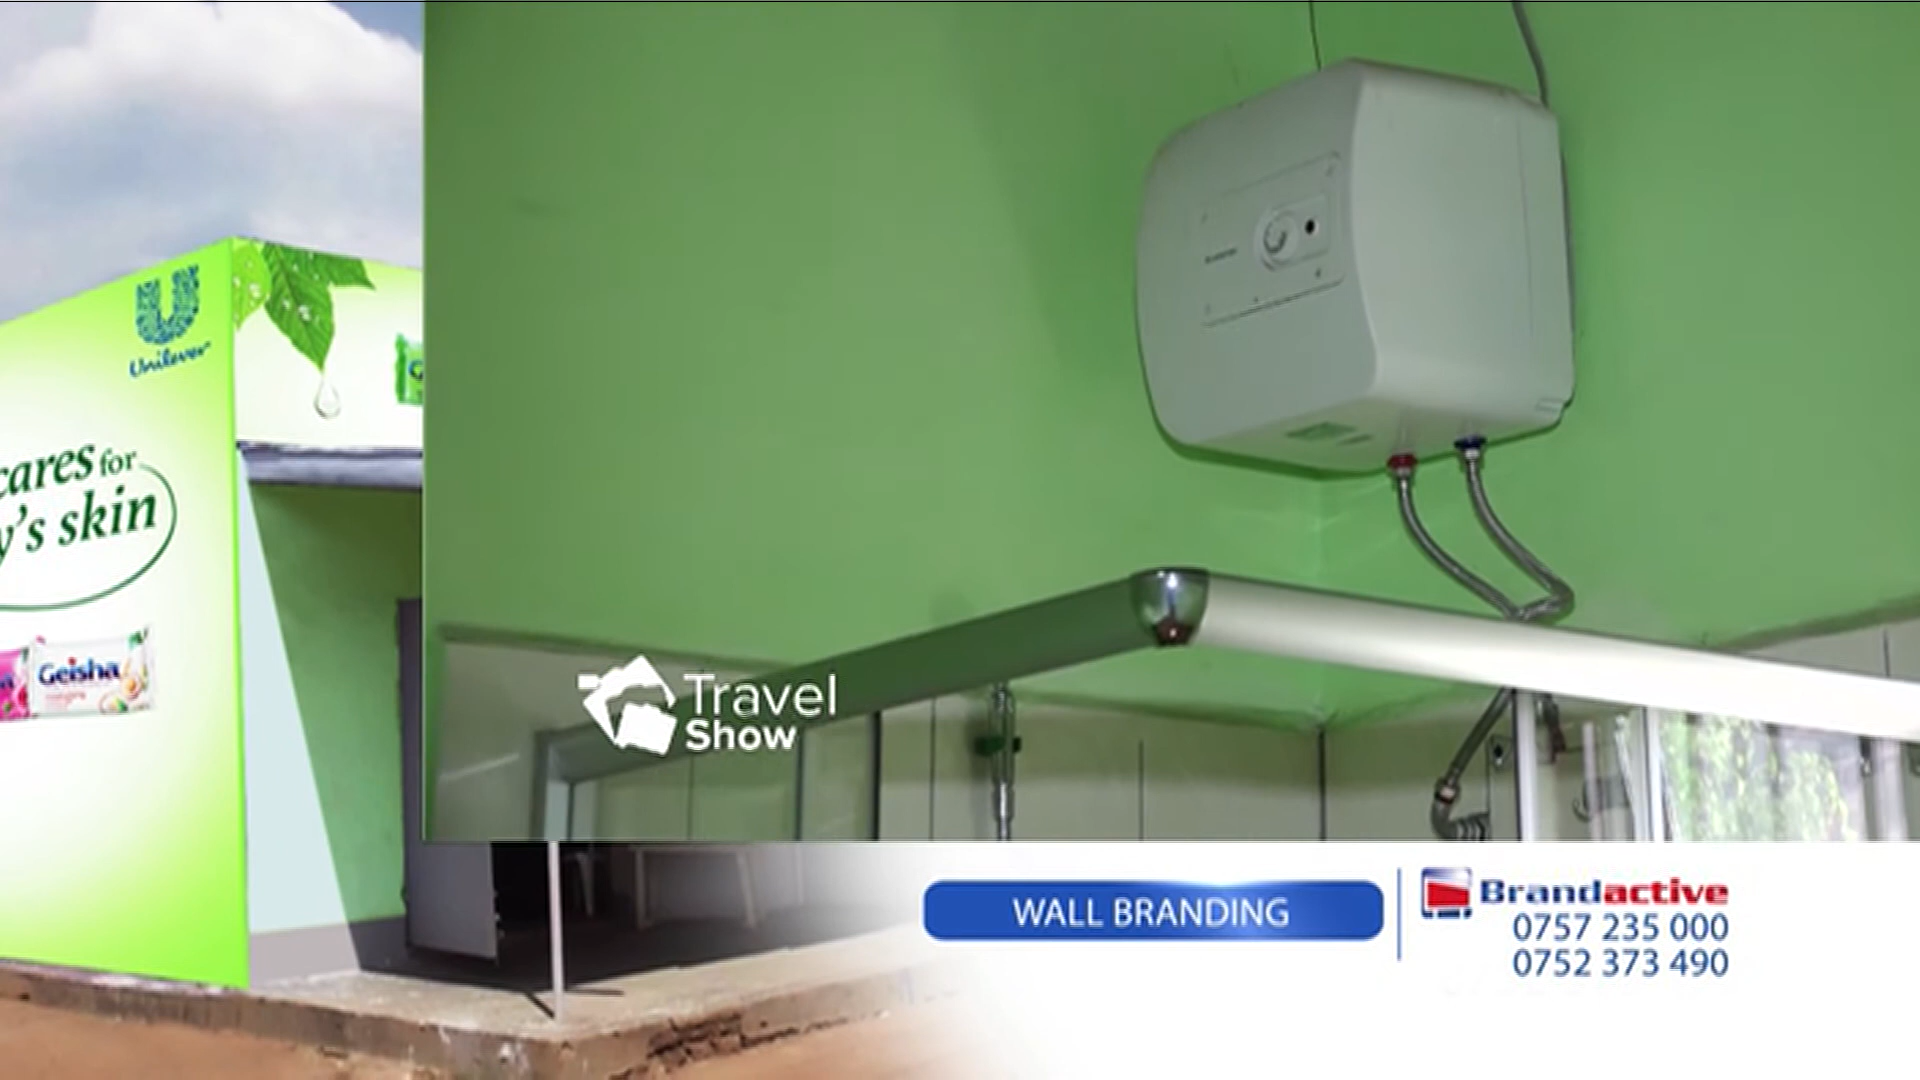 Unilever
cares for
y's skin
Geisha
Travel
Show
WALL BRANDING
Brandactive
0757 235 000
0752 373 490